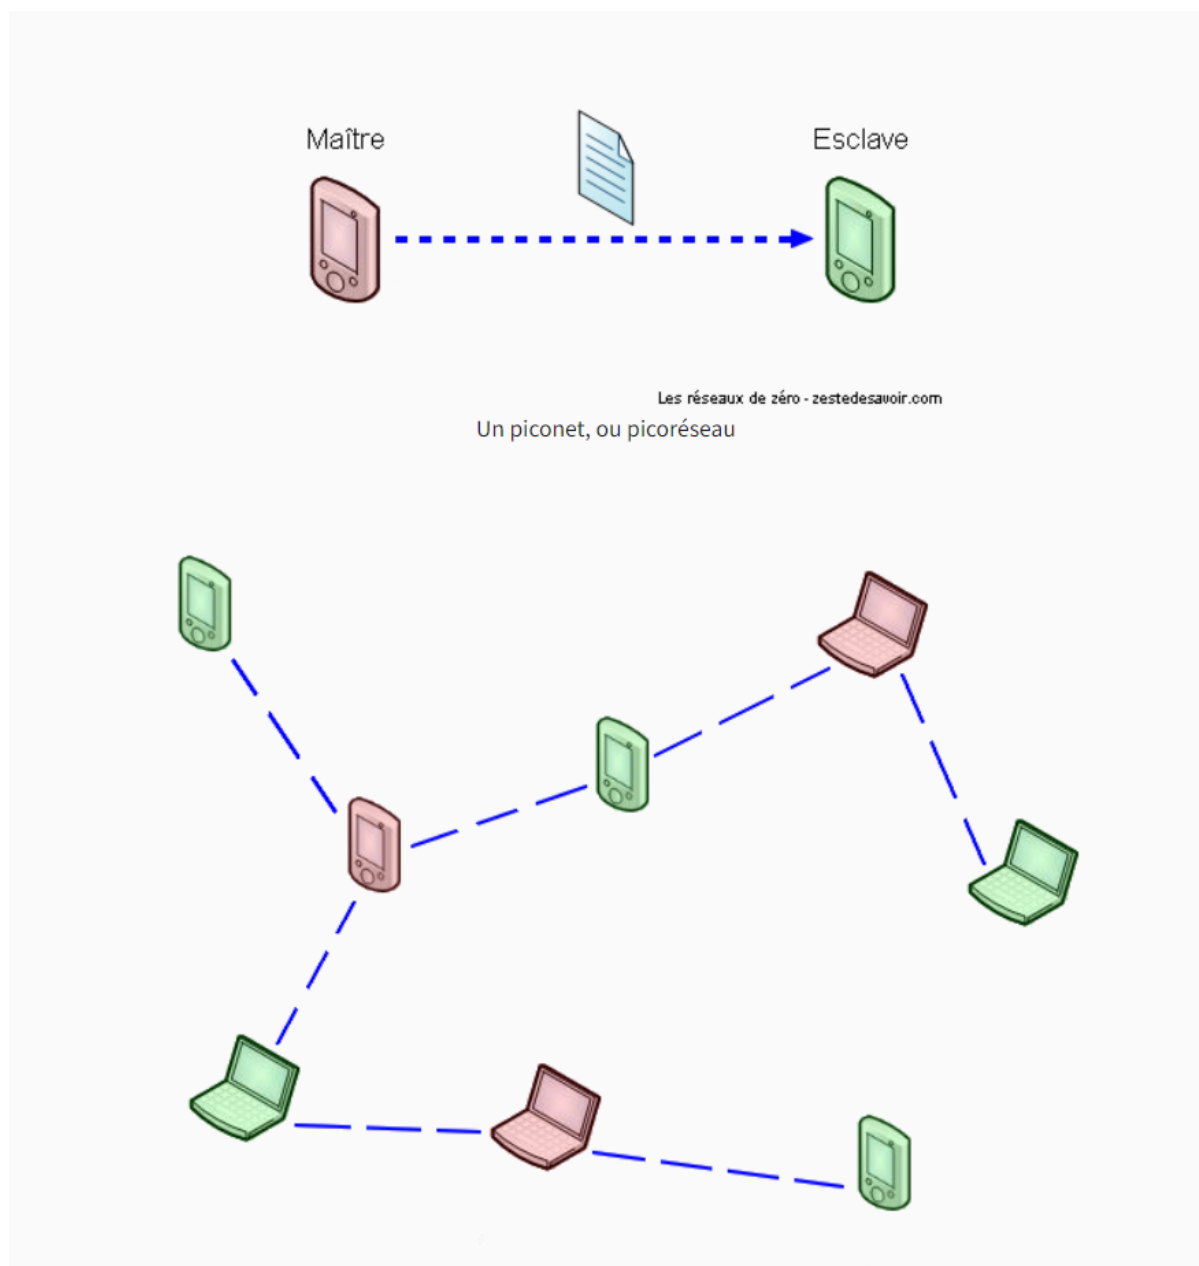 Maître
Esclave
Les réseaux de zéro - zestedesavoir.com
Un piconet, ou picoréseau